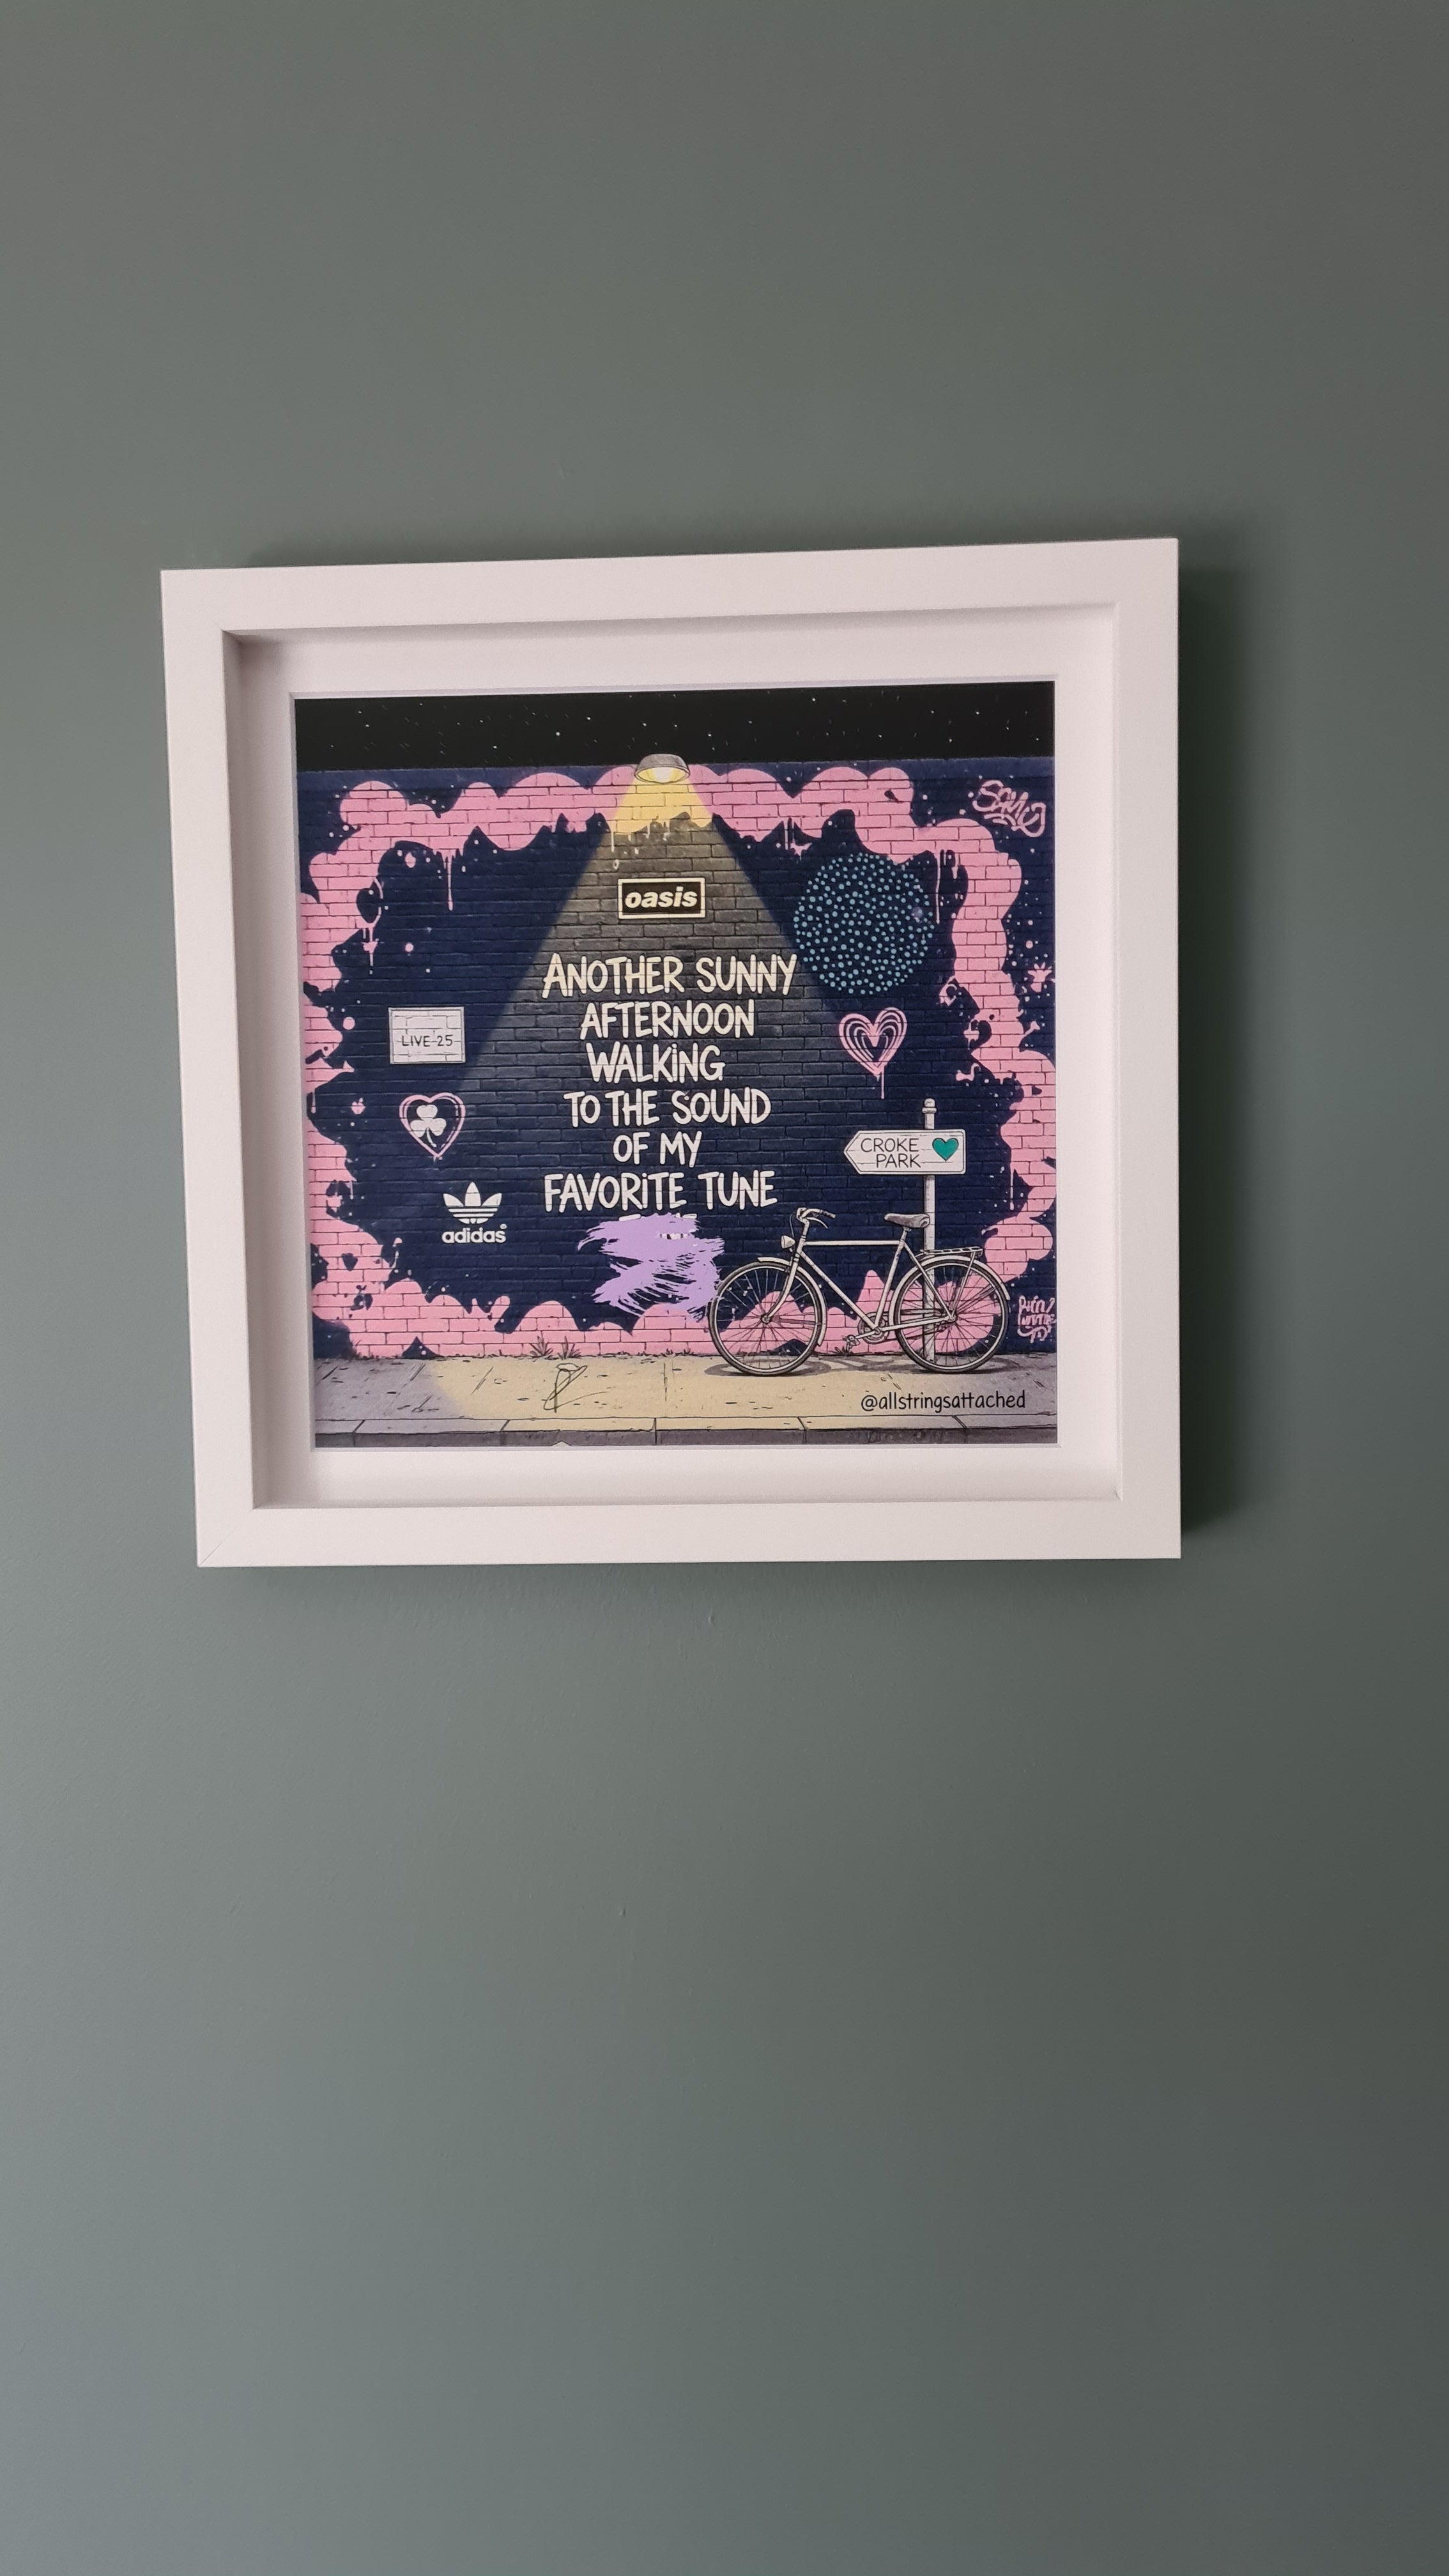 oasis
ANOTHER SUNNY
AFTERNOON
WALKING
TO THE SOUND
OF MY
FAVORITE TUNE
LIVE 25
adidas
CROKE
PARK
@allstringsattached